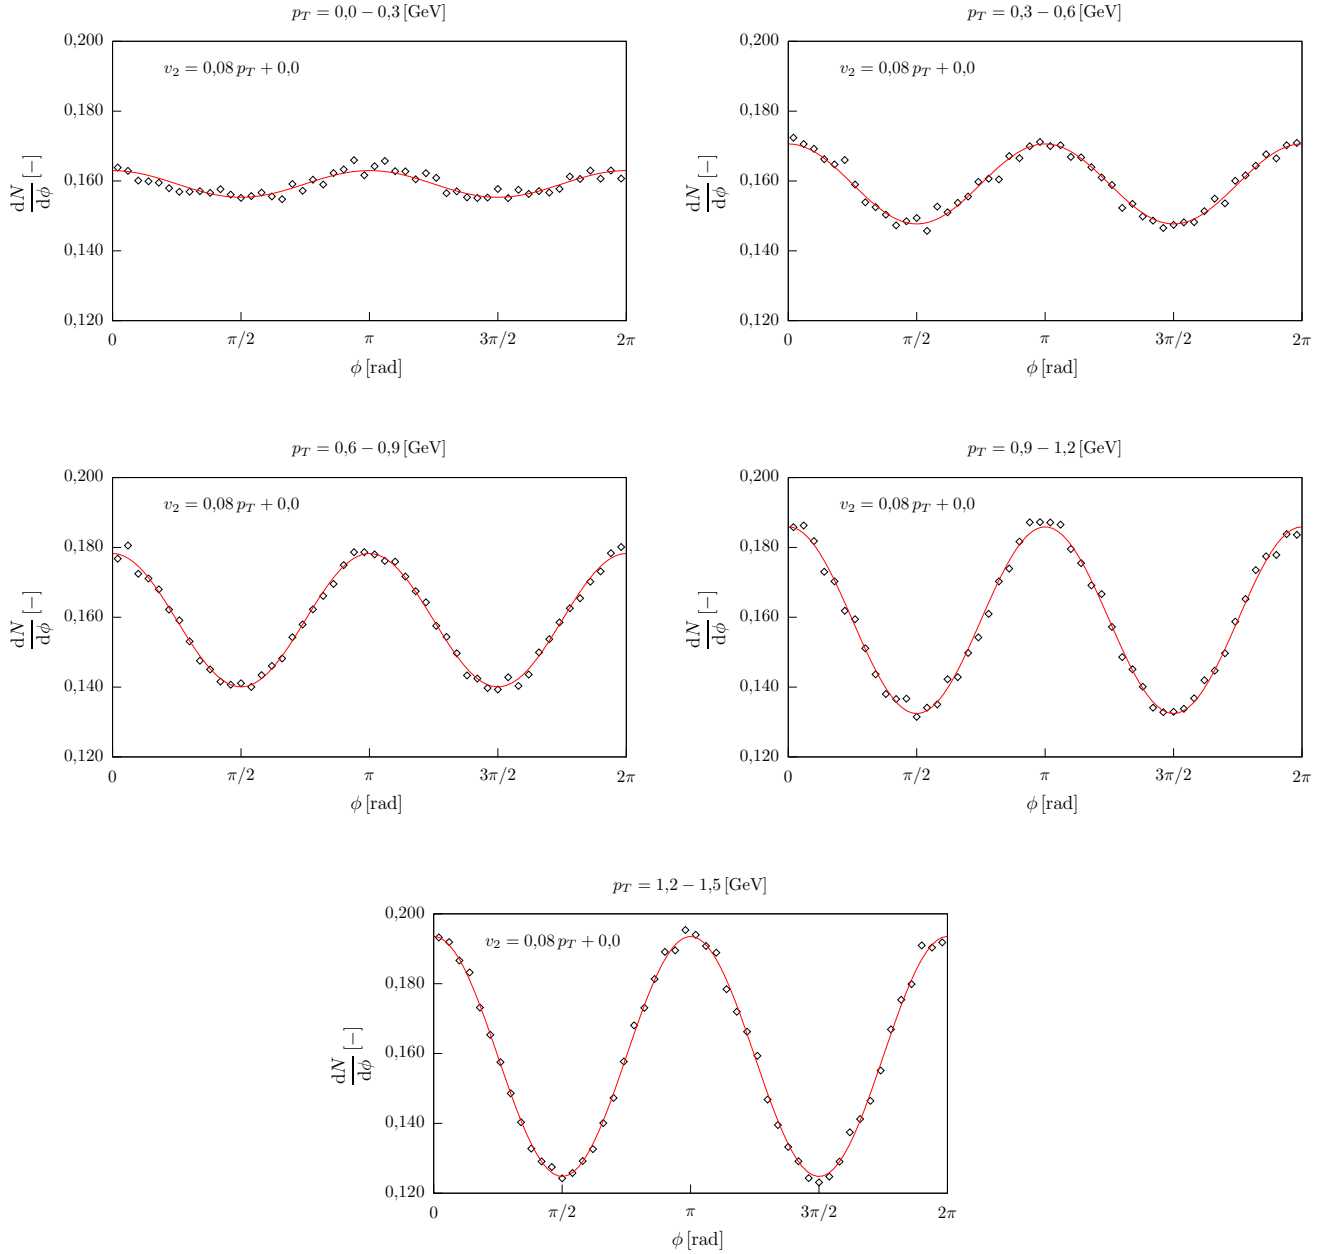 p_T = 0,0 − 0,3 [GeV]
v_2 = 0,08 p_T + 0,0
0,200
0,180
0,160
0,140
0,120
dN/dϕ [−]
0 π/2 π 3π/2 2π
ϕ [rad]
p_T = 0,3 − 0,6 [GeV]
v_2 = 0,08 p_T + 0,0
0,200
0,180
0,160
0,140
0,120
dN/dϕ [−]
0 π/2 π 3π/2 2π
ϕ [rad]
p_T = 0,6 − 0,9 [GeV]
v_2 = 0,08 p_T + 0,0
0,200
0,180
0,160
0,140
0,120
dN/dϕ [−]
0 π/2 π 3π/2 2π
ϕ [rad]
p_T = 0,9 − 1,2 [GeV]
v_2 = 0,08 p_T + 0,0
0,200
0,180
0,160
0,140
0,120
dN/dϕ [−]
0 π/2 π 3π/2 2π
ϕ [rad]
p_T = 1,2 − 1,5 [GeV]
v_2 = 0,08 p_T + 0,0
0,200
0,180
0,160
0,140
0,120
dN/dϕ [−]
0 π/2 π 3π/2 2π
ϕ [rad]